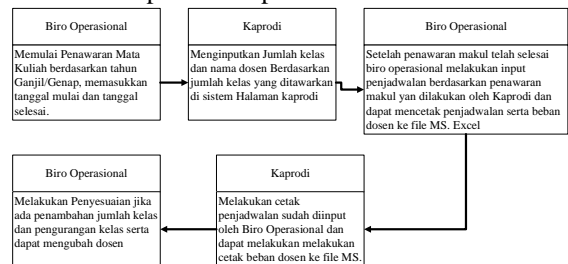 Biro Operasional
Memulai Penawaran Mata
Kuliah berdasarkan tahun
Ganjil/Genap, memasukkan
tanggal mulai dan tanggal
selesai.
Kaprodi
Menginputkan Jumlah kelas
dan nama dosen Berdasarkan
jumlah kelas yang ditawarkan
di sistem Halaman kaprodi
Biro Operasional
Setelah penawaran makul telah selesai
biro operasional melakukan input
penjadwalan berdasarkan penawaran
makul yan dilakukan oleh Kaprodi dan
dapat mencetak penjadwalan serta beban
dosen ke file MS. Excel
Biro Operasional
Melakukan Penyesuaian jika
ada penambahan jumlah kelas
dan pengurangan kelas serta
dapat mengubah dosen
Kaprodi
Melakukan cetak
penjadwalan sudah diinput
oleh Biro Operasional dan
dapat melakukan melakukan
cetak beban dosen ke file MS.